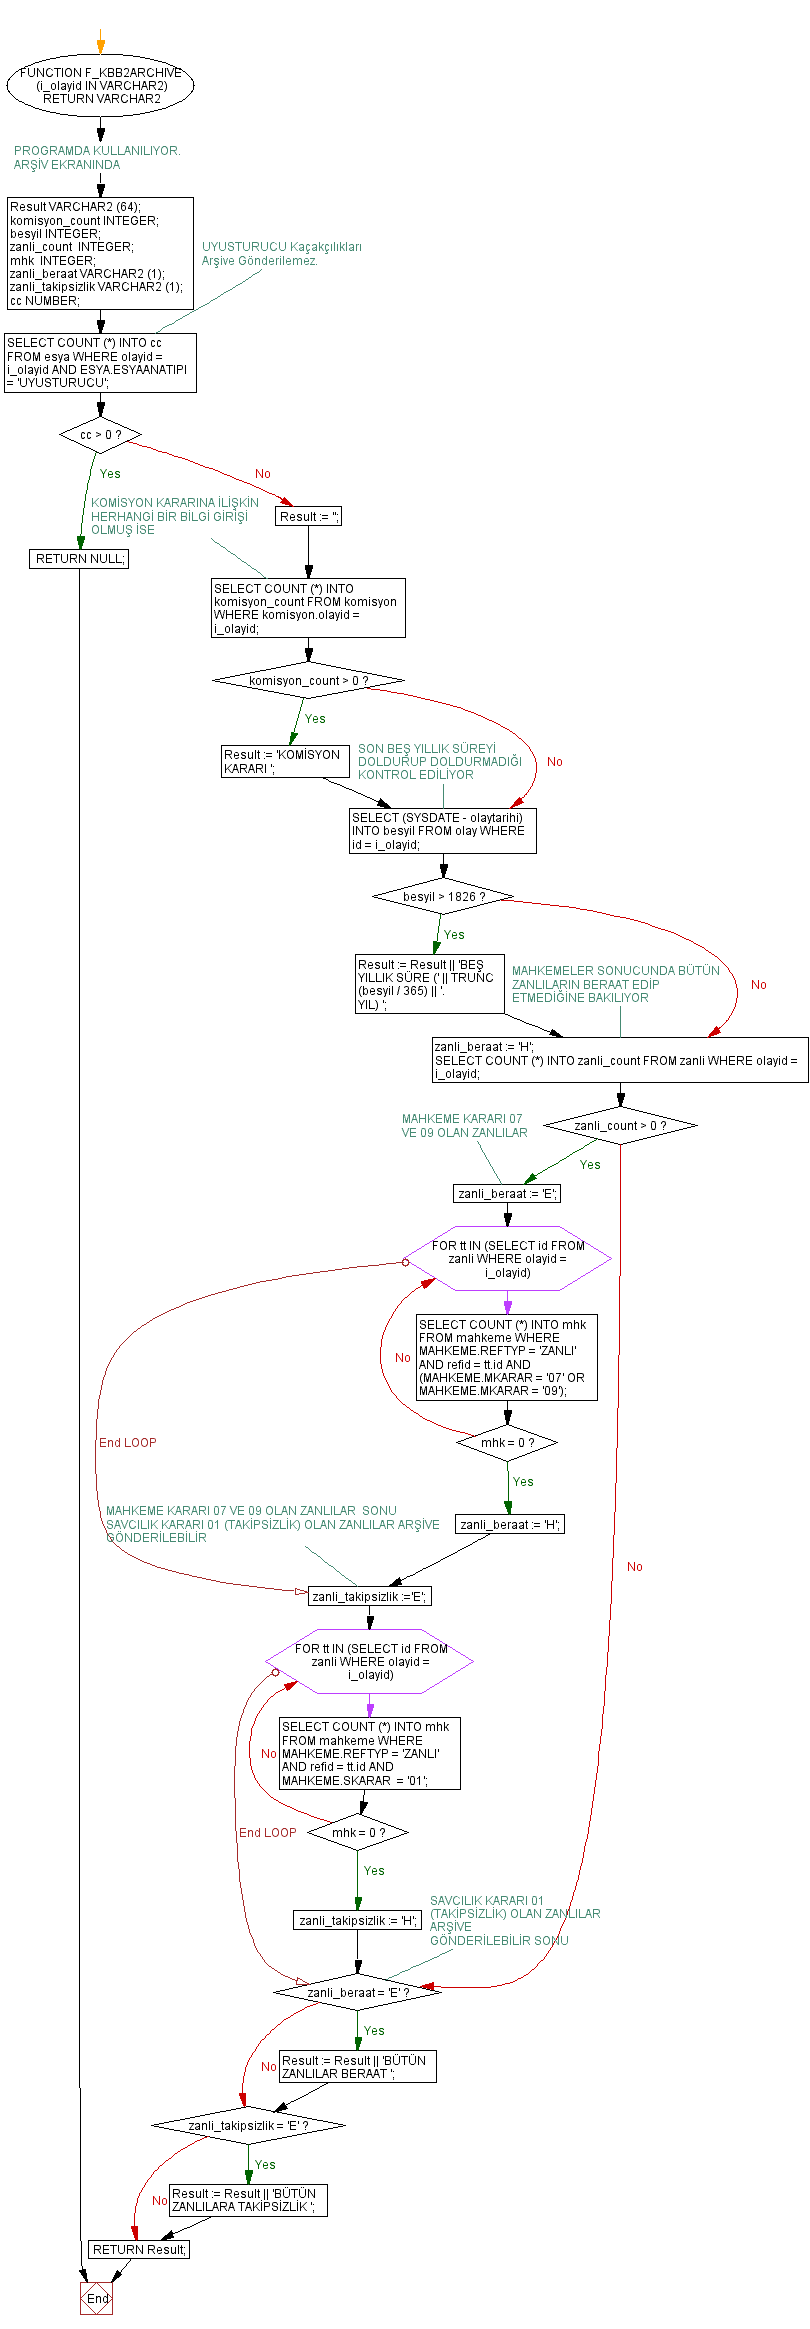 FUNCTION F_KBB2ARCHIVE
(i_olayid IN VARCHAR2)
RETURN VARCHAR2
PROGRAMDA KULLANILIYOR.
ARŞİV EKRANINDA
Result VARCHAR2 (64);
komisyon_count INTEGER;
besyil INTEGER;
zanli_count INTEGER;
mhk INTEGER;
zanli_beraat VARCHAR2 (1);
zanli_takipsizlik VARCHAR2 (1);
cc NUMBER;
UYUSTURUCU Kaçakçılıkları
Arşive Gönderilemez.
SELECT COUNT (*) INTO cc
FROM esya WHERE olayid =
i_olayid AND ESYA.ESYAANATIPI
= 'UYUSTURUCU';
cc > 0 ?
Yes
No
KOMİSYON KARARINA İLİŞKİN
HERHANGİ BİR BİLGİ GİRİŞİ
OLMUŞ İSE
Result := '';
RETURN NULL;
SELECT COUNT (*) INTO
komisyon_count FROM komisyon
WHERE komisyon.olayid =
i_olayid;
komisyon_count > 0 ?
Yes
No
Result := 'KOMİSYON
KARARI ';
SON BEŞ YILLIK SÜREYİ
DOLDURUP DOLDURMADIĞI
KONTROL EDİLİYOR
SELECT (SYSDATE - olaytarihi)
INTO besyil FROM olay WHERE
id = i_olayid;
besyil > 1826 ?
Yes
No
Result := Result || 'BEŞ
YILLIK SÜRE (' || TRUNC
(besyil / 365) || '.
YIL) ';
MAHKEMELER SONUCUNDA BÜTÜN
ZANLILARIN BERAAT EDİP
ETMEDİĞİNE BAKILIYOR
zanli_beraat := 'H';
SELECT COUNT (*) INTO zanli_count FROM zanli WHERE olayid =
i_olayid;
MAHKEME KARARI 07
VE 09 OLAN ZANLILAR
zanli_count > 0 ?
Yes
No
zanli_beraat := 'E';
FOR tt IN (SELECT id FROM
zanli WHERE olayid =
i_olayid)
SELECT COUNT (*) INTO mhk
FROM mahkeme WHERE
MAHKEME.REFTYP = 'ZANLI'
AND refid = tt.id AND
(MAHKEME.MKARAR = '07' OR
MAHKEME.MKARAR = '09');
No
End LOOP
mhk = 0 ?
Yes
MAHKEME KARARI 07 VE 09 OLAN ZANLILAR SONU
SAVCILIK KARARI 01 (TAKİPSİZLİK) OLAN ZANLILAR ARŞİVE
GÖNDERİLEBİLİR
zanli_beraat := 'H';
zanli_takipsizlik :='E';
FOR tt IN (SELECT id FROM
zanli WHERE olayid =
i_olayid)
SELECT COUNT (*) INTO mhk
FROM mahkeme WHERE
MAHKEME.REFTYP = 'ZANLI'
AND refid = tt.id AND
MAHKEME.SKARAR = '01';
No
End LOOP
mhk = 0 ?
Yes
SAVCILIK KARARI 01
(TAKİPSİZLİK) OLAN ZANLILAR
ARŞİVE
GÖNDERİLEBİLİR SONU
zanli_takipsizlik := 'H';
zanli_beraat = 'E' ?
Yes
No
Result := Result || 'BÜTÜN
ZANLILAR BERAAT ';
zanli_takipsizlik = 'E' ?
Yes
No
Result := Result || 'BÜTÜN
ZANLILARA TAKİPSİZLİK ';
RETURN Result;
End